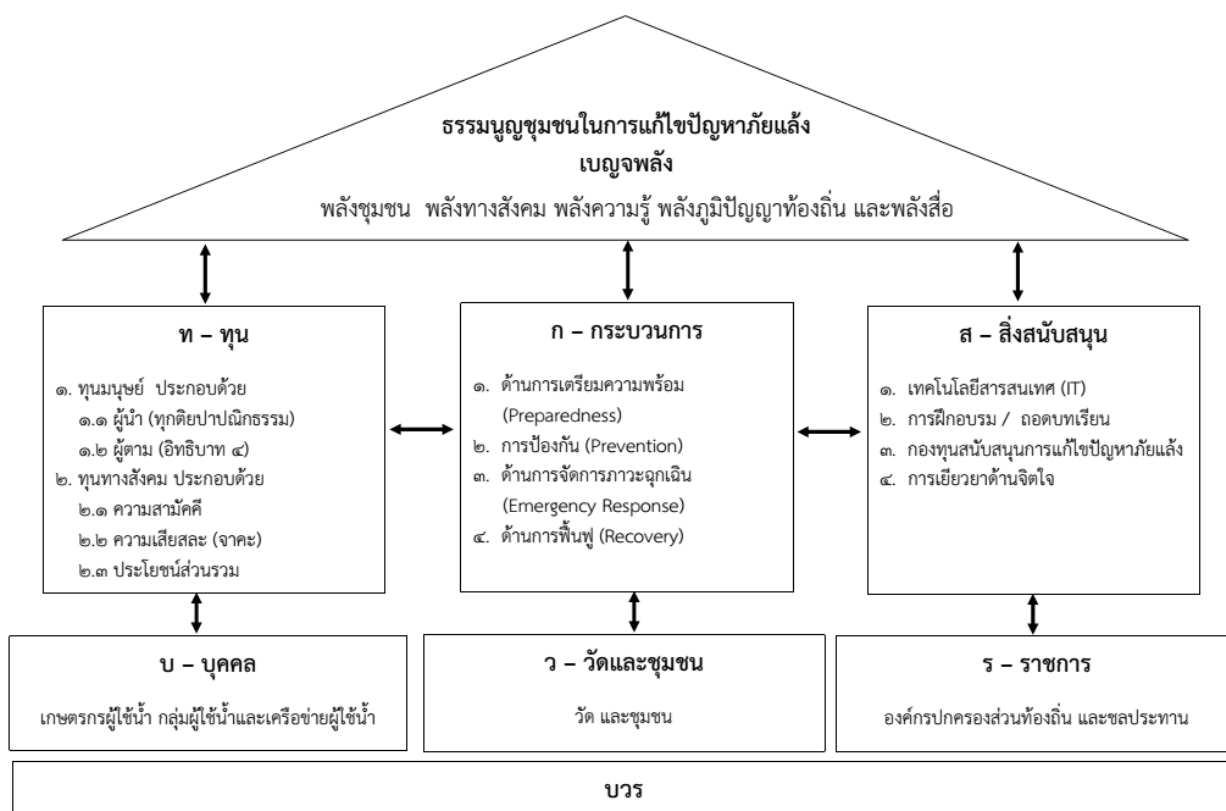 ธรรมนูญชุมชนในการแก้ไขปัญหาภัยแล้ง
เบญจพลัง
พลังชุมชน พลังทางสังคม พลังความรู้ พลังภูมิปัญญาท้องถิ่น และพลังสื่อ
ท – ทุน
๑. ทุนมนุษย์ ประกอบด้วย
๑.๑ ผู้นำ (ทุกติยปาปณิกธรรม)
๑.๒ ผู้ตาม (อิทธิบาท ๔)
๒. ทุนทางสังคม ประกอบด้วย
๒.๑ ความสามัคคี
๒.๒ ความเสียสละ (จาคะ)
๒.๓ ประโยชน์ส่วนรวม
ก – กระบวนการ
๑. ด้านการเตรียมความพร้อม
(Preparedness)
๒. การป้องกัน (Prevention)
๓. ด้านการจัดการภาวะฉุกเฉิน
(Emergency Response)
๔. ด้านการฟื้นฟู (Recovery)
ส – สิ่งสนับสนุน
๑. เทคโนโลยีสารสนเทศ (IT)
๒. การฝึกอบรม / ถอดบทเรียน
๓. กองทุนสนับสนุนการแก้ไขปัญหาภัยแล้ง
๔. การเยียวยาด้านจิตใจ
บ – บุคคล
เกษตรกรผู้ใช้น้ำ กลุ่มผู้ใช้น้ำและเครือข่ายผู้ใช้น้ำ
ว – วัดและชุมชน
วัด และชุมชน
ร – ราชการ
องค์กรปกครองส่วนท้องถิ่น และชลประทาน
บวร